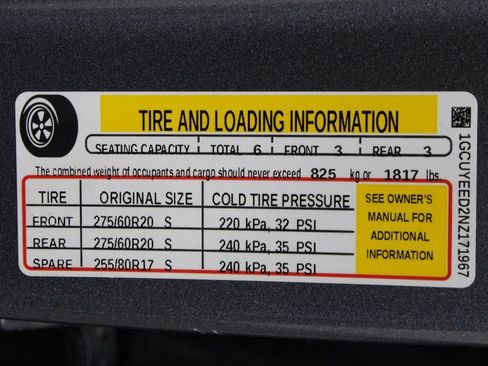 TIRE AND LOADING INFORMATION
SEATING CAPACITY TOTAL 6 FRONT 3 REAR 3
The combined weight of occupants and cargo should never exceed 825 kg or 1817 lbs.
TIRE ORIGINAL SIZE COLD TIRE PRESSURE
FRONT 275/60R20 S 220 kPa, 32 PSI
REAR 275/60R20 S 240 kPa, 35 PSI
SPARE 255/80R17 S 240 kPa, 35 PSI
SEE OWNER'S
MANUAL FOR
ADDITIONAL
INFORMATION
1GCUYEED2NZ171967